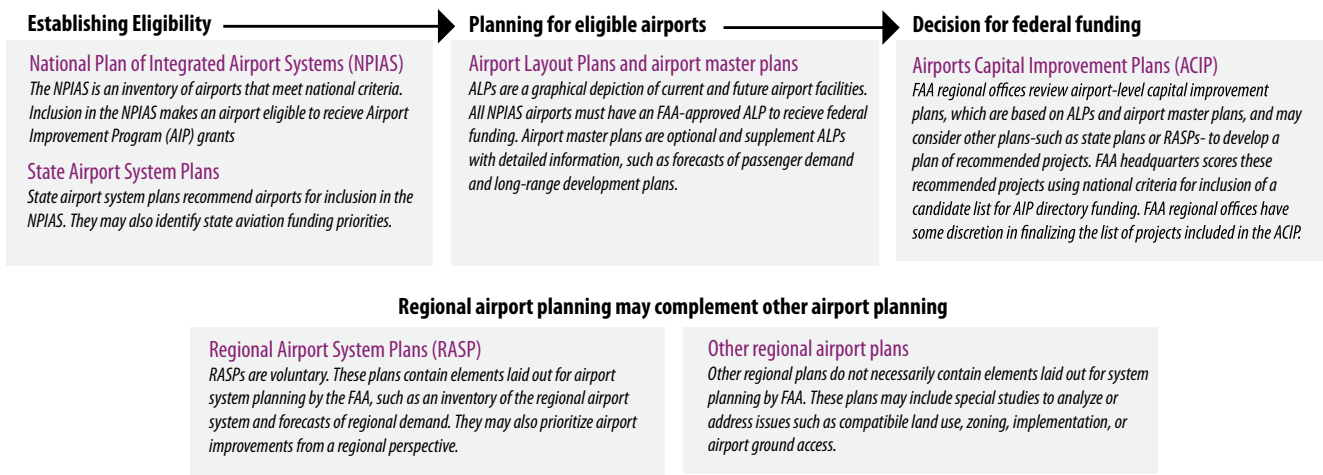 Establishing Eligibility
National Plan of Integrated Airport Systems (NPIAS)
The NPIAS is an inventory of airports that meet national criteria.
Inclusion in the NPIAS makes an airport eligible to recieve Airport
Improvement Program (AIP) grants
State Airport System Plans
State airport system plans recommend airports for inclusion in the
NPIAS. They may also identify state aviation funding priorities.
Planning for eligible airports
Airport Layout Plans and airport master plans
ALPs are a graphical depiction of current and future airport facilities.
All NPIAS airports must have an FAA-approved ALP to recieve federal
funding. Airport master plans are optional and supplement ALPs
with detailed information, such as forecasts of passenger demand
and long-range development plans.
Decision for federal funding
Airports Capital Improvement Plans (ACIP)
FAA regional offices review airport-level capital improvement
plans, which are based on ALPs and airport master plans, and may
consider other plans-such as state plans or RASPs- to develop a
plan of recommended projects. FAA headquarters scores these
recommended projects using national criteria for inclusion of a
candidate list for AIP directory funding. FAA regional offices have
some discretion in finalizing the list of projects included in the ACIP.
Regional airport planning may complement other airport planning
Regional Airport System Plans (RASP)
RASPs are voluntary. These plans contain elements laid out for airport
system planning by the FAA, such as an inventory of the regional airport
system and forecasts of regional demand. They may also prioritize airport
improvements from a regional perspective.
Other regional airport plans
Other regional plans do not necessarily contain elements laid out for system
planning by FAA. These plans may include special studies to analyze or
address issues such as compatibile land use, zoning, implementation, or
airport ground access.